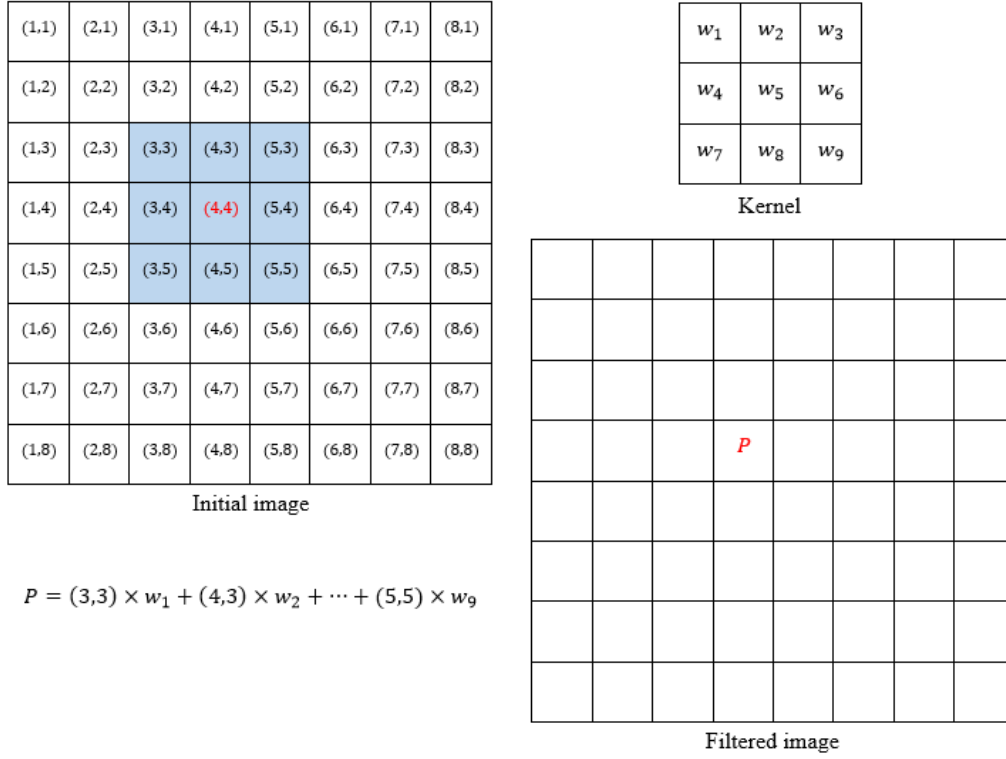 (1,1) (2,1) (3,1) (4,1) (5,1) (6,1) (7,1) (8,1)
(1,2) (2,2) (3,2) (4,2) (5,2) (6,2) (7,2) (8,2)
(1,3) (2,3) (3,3) (4,3) (5,3) (6,3) (7,3) (8,3)
(1,4) (2,4) (3,4) (4,4) (5,4) (6,4) (7,4) (8,4)
(1,5) (2,5) (3,5) (4,5) (5,5) (6,5) (7,5) (8,5)
(1,6) (2,6) (3,6) (4,6) (5,6) (6,6) (7,6) (8,6)
(1,7) (2,7) (3,7) (4,7) (5,7) (6,7) (7,7) (8,7)
(1,8) (2,8) (3,8) (4,8) (5,8) (6,8) (7,8) (8,8)
Initial image
P = (3,3) × w₁ + (4,3) × w₂ + ⋯ + (5,5) × w₉
w₁ w₂ w₃
w₄ w₅ w₆
w₇ w₈ w₉
Kernel
P
Filtered image